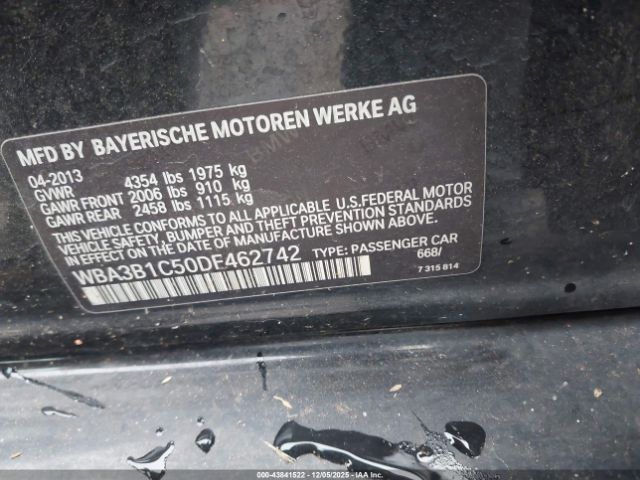 MFD BY BAYERISCHE MOTOREN WERKE AG
04-2013
GVWR 4354 lbs 1975 kg
GAWR FRONT 2006 lbs 910 kg
GAWR REAR 2458 lbs 1115 kg
THIS VEHICLE CONFORMS TO ALL APPLICABLE U.S.FEDERAL MOTOR
VEHICLE SAFETY, BUMPER AND THEFT PREVENTION STANDARDS
IN EFFECT ON THE DATE OF MANUFACTURE SHOWN ABOVE.
WBA3B1C50DF462742 TYPE: PASSENGER CAR
668/
7 315 814
BMW
000-43841522 | 12/05/2025 | IAAI.com